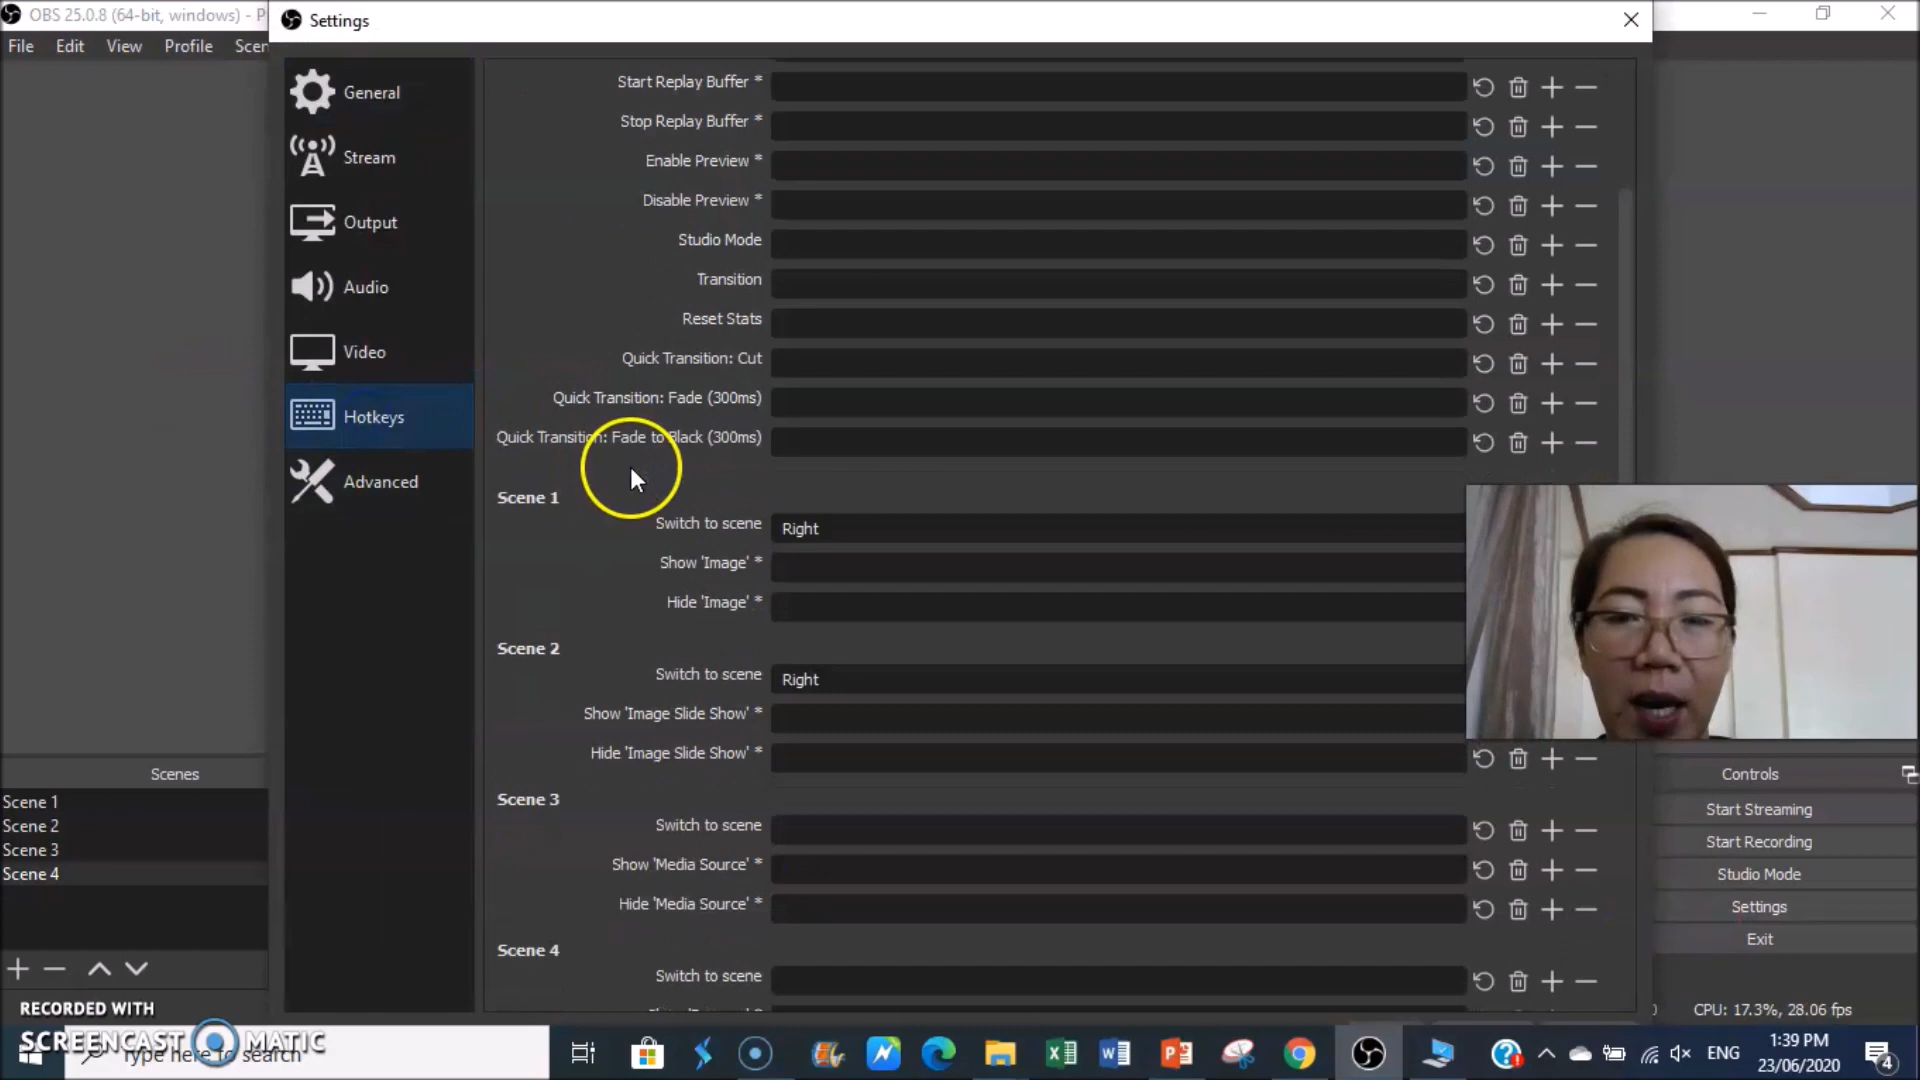 OBS 25.0.8 (64-bit, windows) - P
Settings
File Edit View Profile Scen
General
Stream
Output
Audio
Video
Hotkeys
Advanced
Start Replay Buffer *
Stop Replay Buffer *
Enable Preview *
Disable Preview *
Studio Mode
Transition
Reset Stats
Quick Transition: Cut
Quick Transition: Fade (300ms)
Quick Transition: Fade to Black (300ms)
Scene 1
Switch to scene Right
Show 'Image' *
Hide 'Image' *
Scene 2
Switch to scene Right
Show 'Image Slide Show' *
Hide 'Image Slide Show' *
Scene 3
Switch to scene
Show 'Media Source' *
Hide 'Media Source' *
Scene 4
Switch to scene
Scenes
Scene 1
Scene 2
Scene 3
Scene 4
Controls
Start Streaming
Start Recording
Studio Mode
Settings
Exit
CPU: 17.3%, 28.06 fps
RECORDED WITH
SCREENCAST MATIC
Type here to search
ENG
1:39 PM
23/06/2020
4